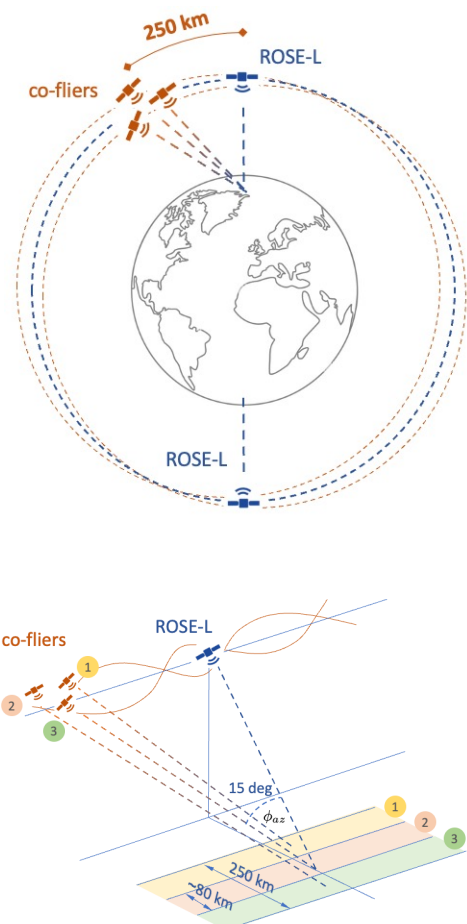 250 km
ROSE-L
co-fliers
ROSE-L
co-fliers
ROSE-L
1
2
3
15 deg
ϕaz
1
2
3
250 km
~80 km